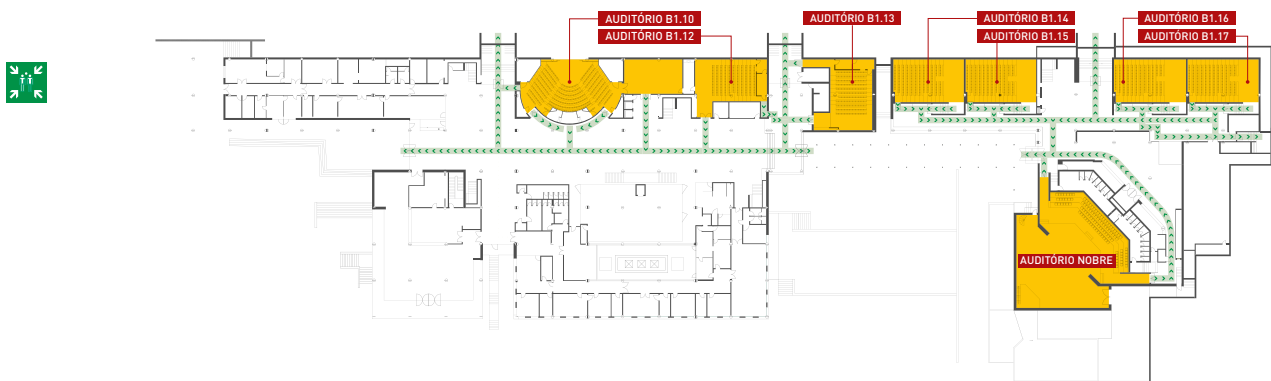 AUDITÓRIO B1.10
AUDITÓRIO B1.12
AUDITÓRIO B1.13
AUDITÓRIO B1.14
AUDITÓRIO B1.15
AUDITÓRIO B1.16
AUDITÓRIO B1.17
AUDITÓRIO NOBRE